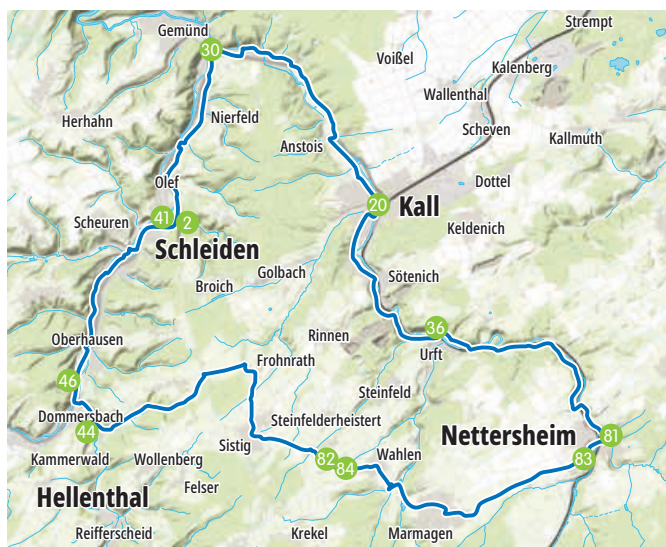 Strempt
Gemünd
30
Voißel
Kalenberg
Wallenthal
Herhahn
Nierfeld
Scheven
Kallmuth
Anstois
Olef
Dottel
20
Kall
41
2
Scheuren
Keldenich
Schleiden
Golbach
Sötenich
Broich
36
Oberhausen
Rinnen
Urft
Frohnrath
46
Steinfeld
Dommersbach
Steinfelderheistert
44
Nettersheim
81
Sistig
Kammerwald
Wollenberg
82
84
Wahlen
83
Felser
Hellenthal
Reifferscheid
Krekel
Marmagen